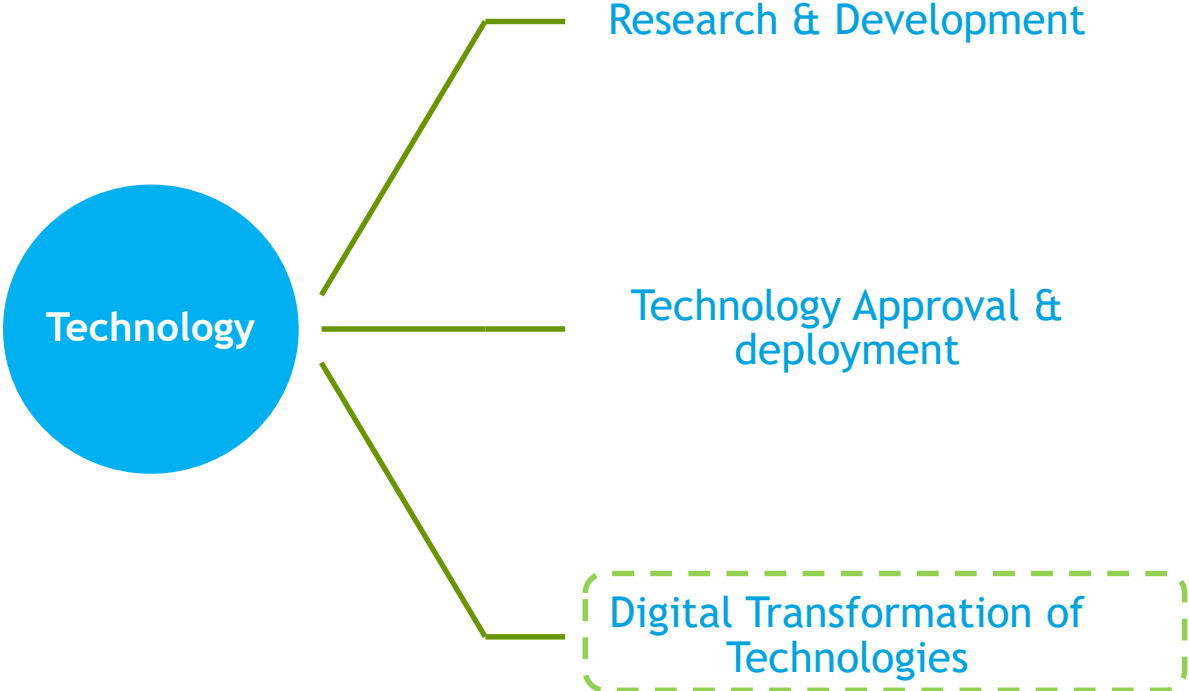 Research & Development
Technology
Technology Approval &
deployment
Digital Transformation of
Technologies